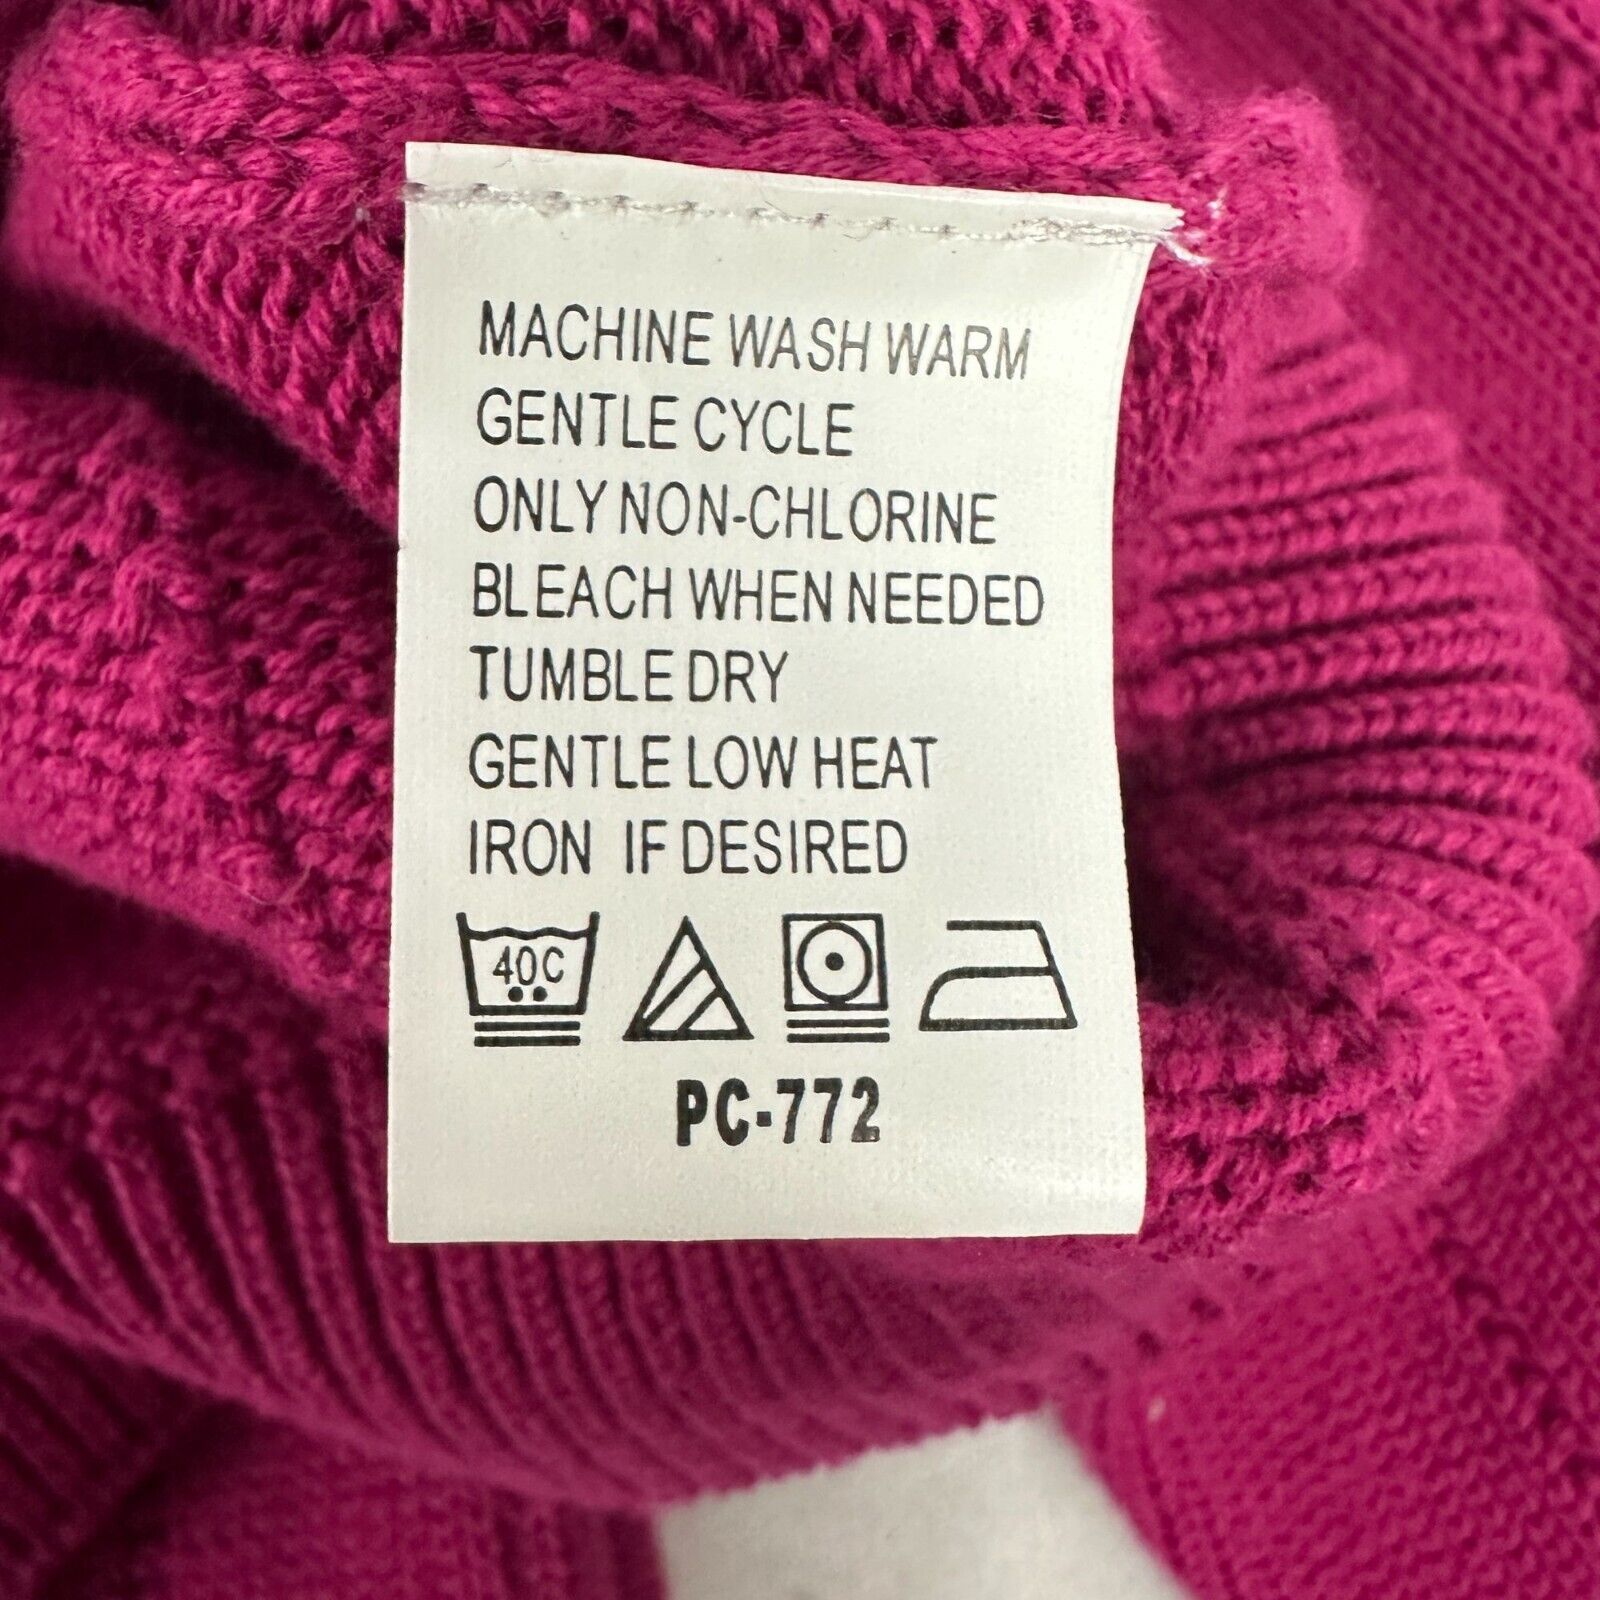 MACHINE WASH WARM
GENTLE CYCLE
ONLY NON-CHLORINE
BLEACH WHEN NEEDED
TUMBLE DRY
GENTLE LOW HEAT
IRON IF DESIRED
40C
PC-772